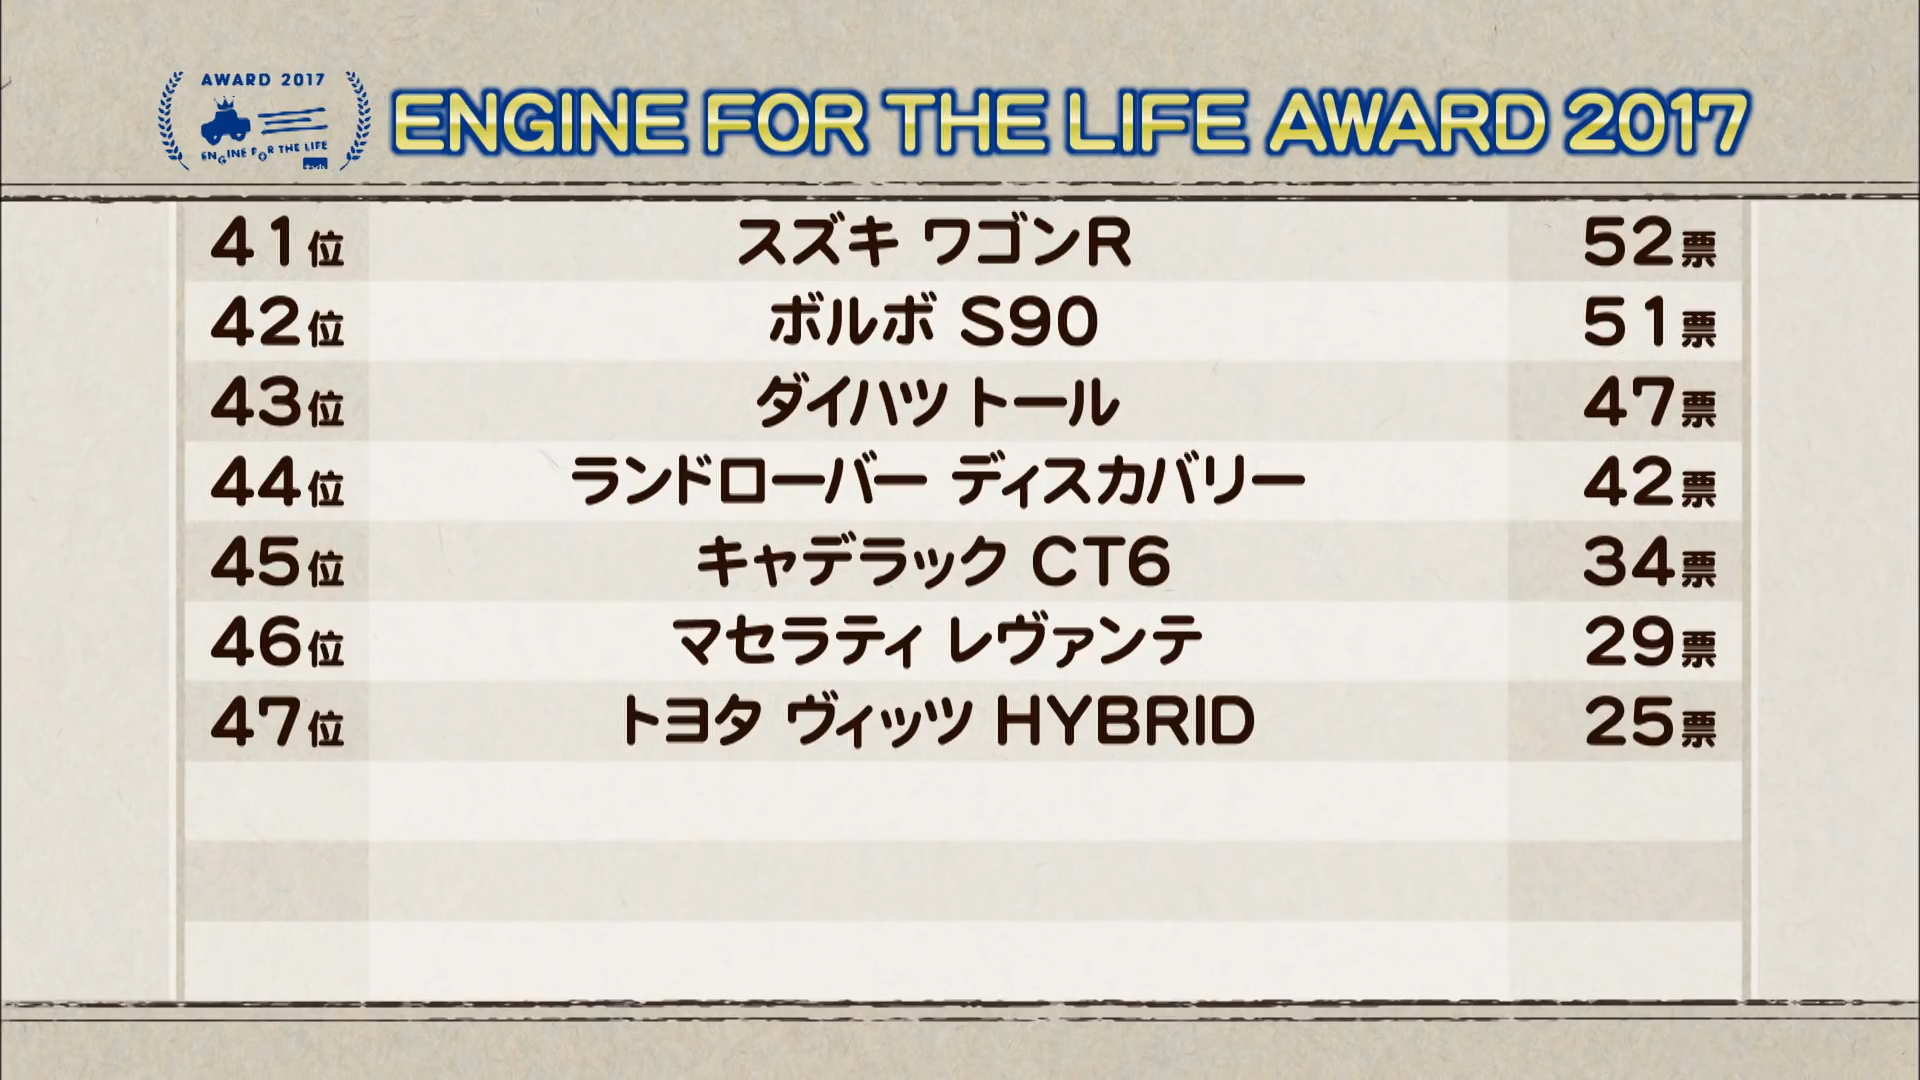 AWARD 2017
ENGINE FOR THE LIFE
ENGINE FOR THE LIFE AWARD 2017
41位 スズキ ワゴンR 52票
42位 ボルボ S90 51票
43位 ダイハツ トール 47票
44位 ランドローバー ディスカバリー 42票
45位 キャデラック CT6 34票
46位 マセラティ レヴァンテ 29票
47位 トヨタ ヴィッツ HYBRID 25票